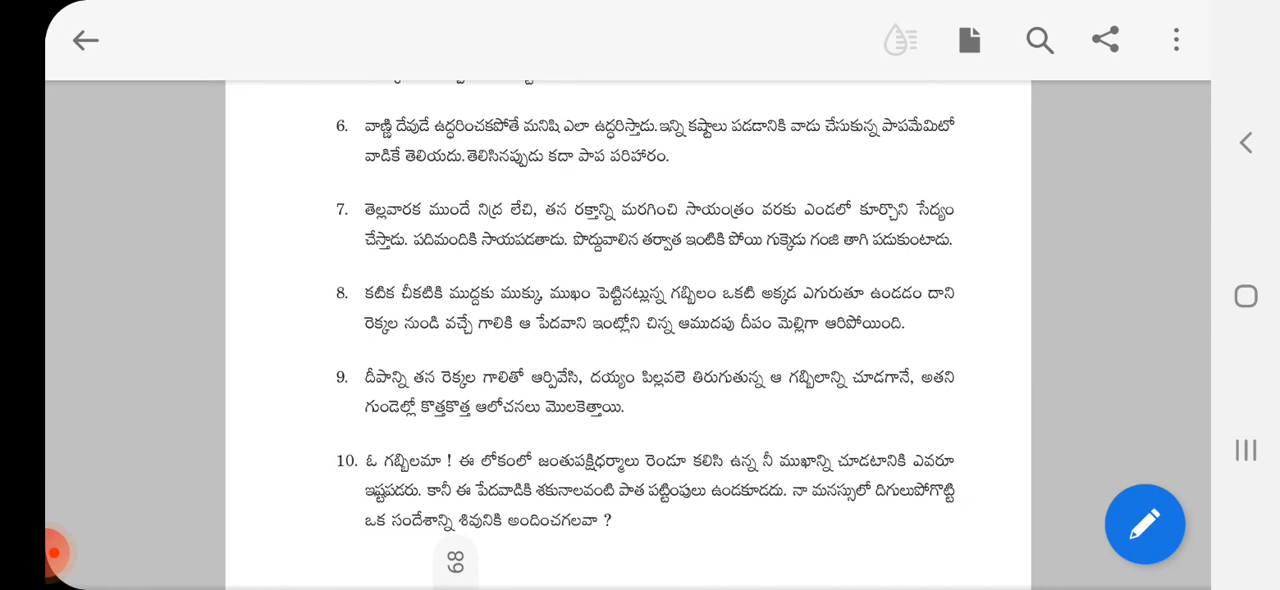 6. వాణ్ణి దేవుడే ఉద్ధరించకపోతే మనిషి ఎలా ఉద్ధరిస్తాడు. ఇన్ని కష్టాలు పడడానికి వాడు చేసుకున్న పాపమేమిటో
వాడికే తెలియదు. తెలిసినప్పుడు కదా పాప పరిహారం.
7. తెల్లవారక ముందే నిద్ర లేచి, తన రక్తాన్ని మరగించి సాయంత్రం వరకు ఎండలో కూర్చొని సేద్యం
చేస్తాడు. పదిమందికి సాయపడతాడు. పొద్దువాలిన తర్వాత ఇంటికి పోయి గుక్కెడు గంజి తాగి పడుకుంటాడు.
8. కటిక చీకటికి ముద్దకు ముక్కు, ముఖం పెట్టినట్లున్న గబ్బిలం ఒకటి అక్కడ ఎగురుతూ ఉండడం దాని
రెక్కల నుండి వచ్చే గాలికి ఆ పేదవాని ఇంట్లోని చిన్న ఆముదపు దీపం మెల్లిగా ఆరిపోయింది.
9. దీపాన్ని తన రెక్కల గాలితో ఆర్పివేసి, దయ్యం పిల్లవలె తిరుగుతున్న ఆ గబ్బిలాన్ని చూడగానే, అతని
గుండెల్లో కొత్తకొత్త ఆలోచనలు మొలకెత్తాయి.
10. ఓ గబ్బిలమా ! ఈ లోకంలో జంతుపక్షిధర్మాలు రెండూ కలిసి ఉన్న నీ ముఖాన్ని చూడటానికి ఎవరూ
ఇష్టపడరు. కానీ ఈ పేదవాడికి శకునాలవంటి పాత పట్టింపులు ఉండకూడదు. నా మనస్సులో దిగులుపోగొట్టి
ఒక సందేశాన్ని శివునికి అందించగలవా ?
68